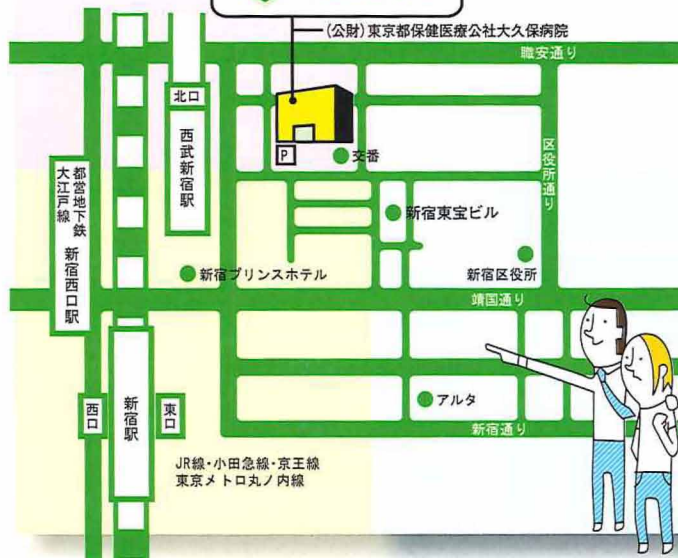 (公財)東京都保健医療公社大久保病院
職安通り
北口
西武新宿駅
P
交番
区役所通り
都営地下鉄
大江戸線
新宿西口駅
新宿東宝ビル
新宿プリンスホテル
新宿区役所
靖国通り
西口
新宿駅
東口
アルタ
新宿通り
JR線・小田急線・京王線
東京メトロ丸ノ内線